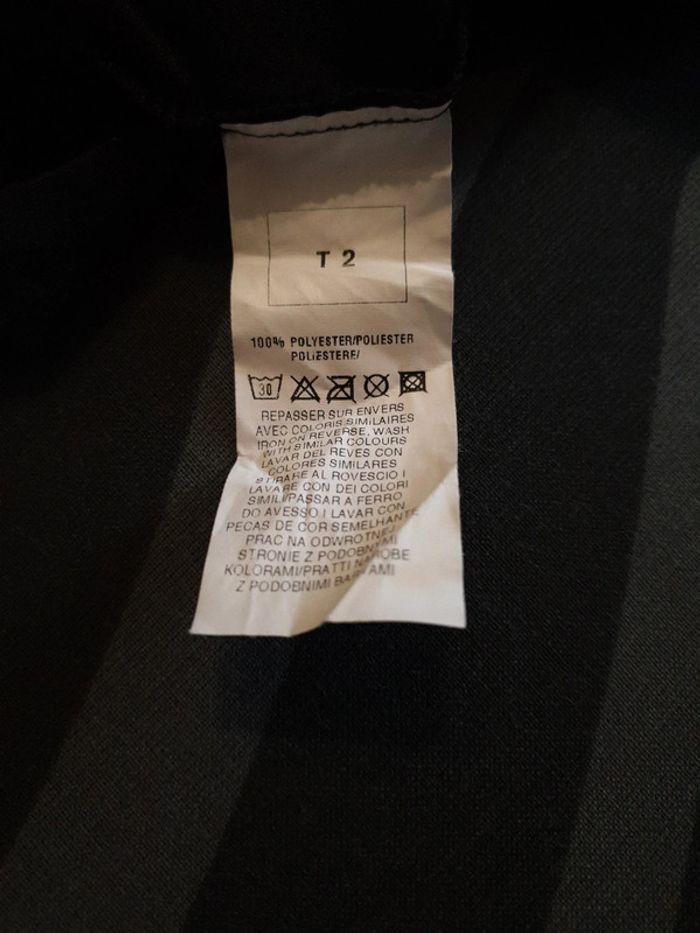 T 2
100% POLYESTER/POLIESTER
POLIESTERE/
30
REPASSER SUR ENVERS
AVEC COLORIS SIMILAIRES
IRON ON REVERSE, WASH
WITH SIMILAR COLOURS
LAVAR DEL REVES CON
COLORES SIMILARES
STIRARE AL ROVESCIO I
LAVARE CON DEI COLORI
SIMILI/PASSAR A FERRO
DO AVESSO I LAVAR CON
PECAS DE COR SEMELHANTE
PRAC NA ODWROTNEJ
STRONIE Z PODOBNYMI
KOLORAMI/PRATTI NA
Z PODOBNIMI